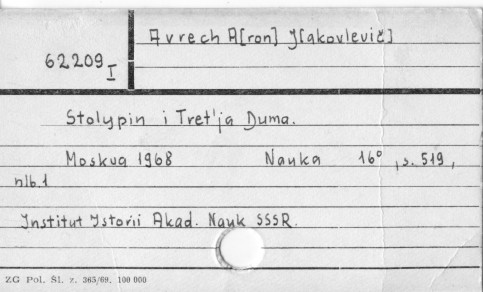 Avrech A[ron] J[akovlevič]
62209 I
Stolypin i Tret'ja Duma.
Moskva 1968 Nauka 16° , s. 519,
nlb. 1
Institut Istorii Akad. Nauk SSSR.
ZG Pol. Śl. z. 363/69. 100 000